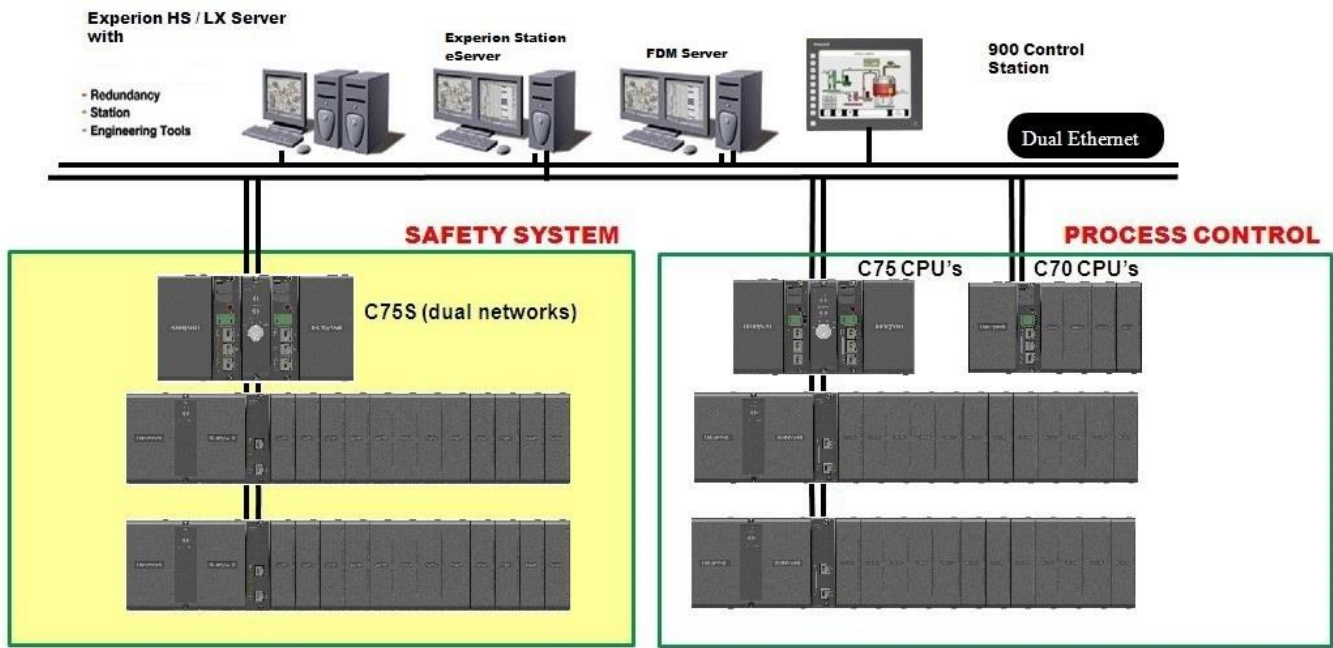 Experion HS / LX Server
with
- Redundancy
- Station
- Engineering Tools
Experion Station
eServer
FDM Server
900 Control
Station
Dual Ethernet
SAFETY SYSTEM
PROCESS CONTROL
C75S (dual networks)
C75 CPU's
C70 CPU's